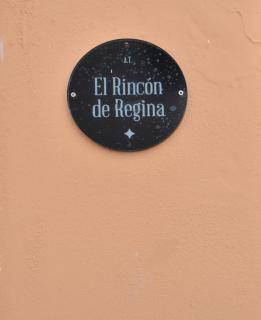 A.T.
El Rincón
de Regina